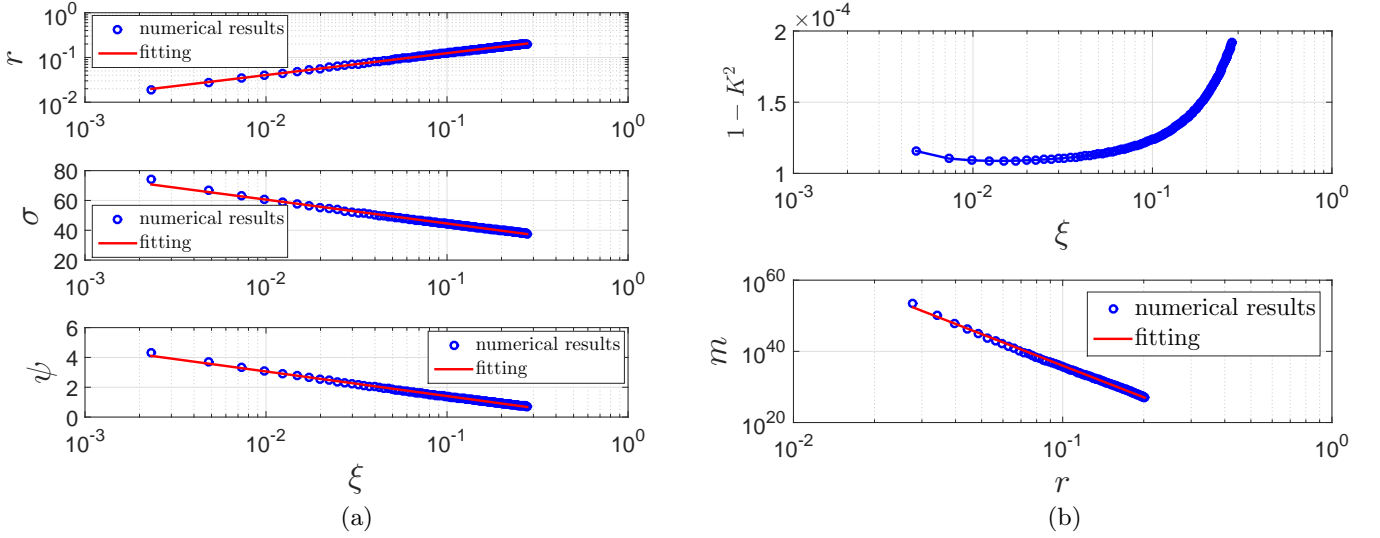 10^0
10^{-1}
10^{-2}
r
numerical results
fitting
10^{-3} 10^{-2} 10^{-1} 10^0
80
60
40
20
σ
numerical results
fitting
10^{-3} 10^{-2} 10^{-1} 10^0
6
4
2
0
ψ
numerical results
fitting
10^{-3} 10^{-2} 10^{-1} 10^0
ξ
(a)
×10^{-4}
2
1.5
1
1 − K^2
10^{-3} 10^{-2} 10^{-1} 10^0
ξ
10^{60}
10^{40}
10^{20}
m
numerical results
fitting
10^{-2} 10^{-1} 10^0
r
(b)